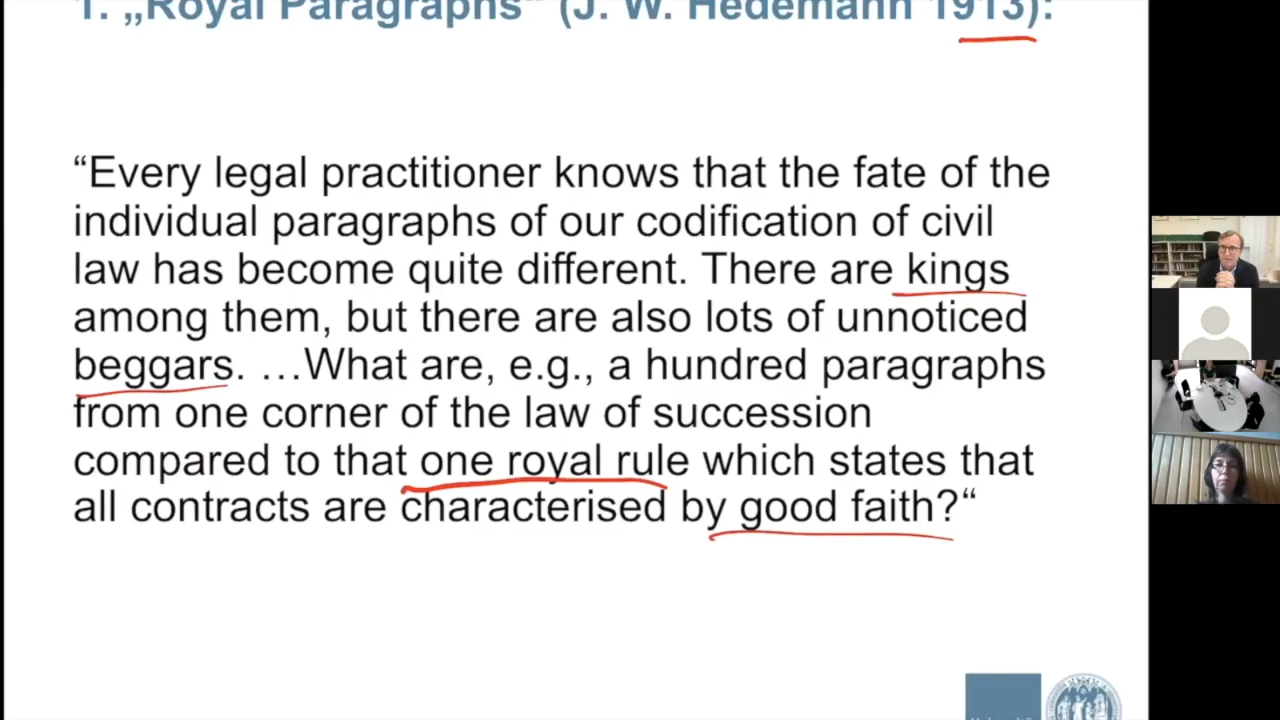 1. „Royal Paragraphs“ (J. W. Hedemann 1913):
“Every legal practitioner knows that the fate of the
individual paragraphs of our codification of civil
law has become quite different. There are kings
among them, but there are also lots of unnoticed
beggars. …What are, e.g., a hundred paragraphs
from one corner of the law of succession
compared to that one royal rule which states that
all contracts are characterised by good faith?“